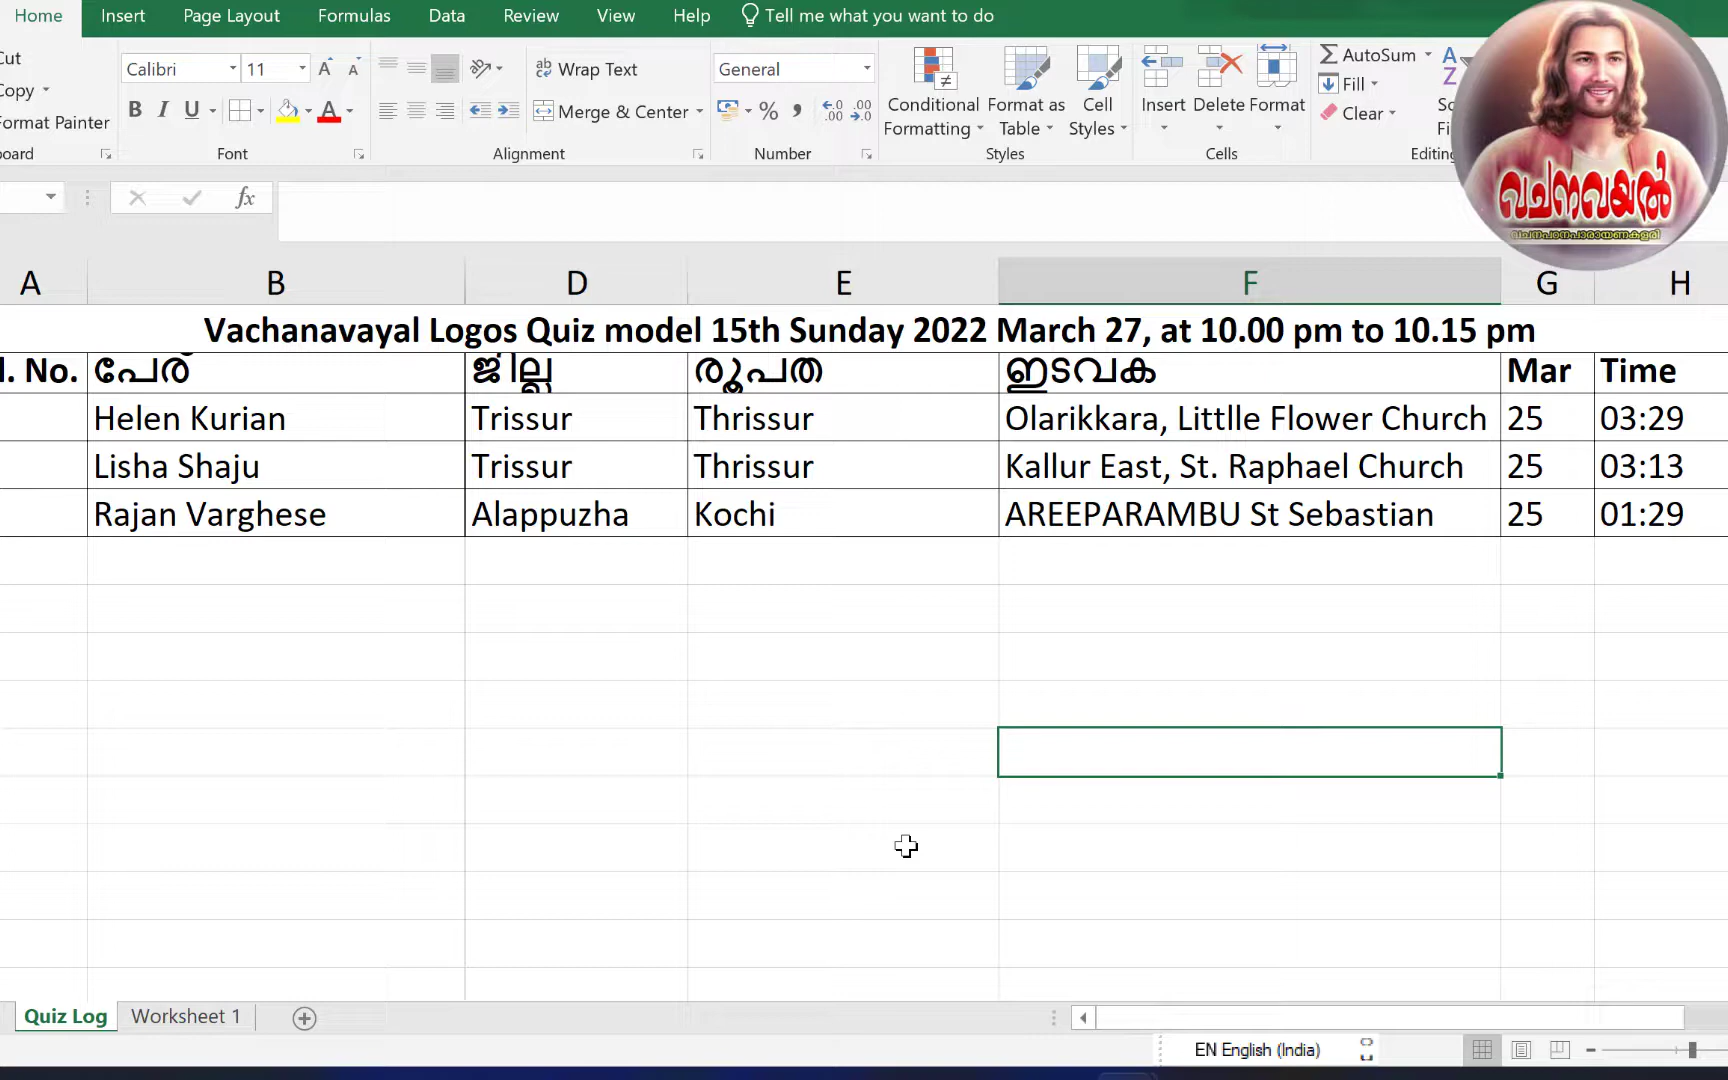 Home Insert Page Layout Formulas Data Review View Help Tell me what you want to do
Cut Calibri 11 Wrap Text General AutoSum
Copy Conditional Format as Cell Insert Delete Format Fill
Format Painter B I U Merge & Center % Formatting Table Styles Clear
Font Alignment Number Styles Cells Editing
fx
വചനവയൽ
A B D E F G H
Vachanavayal Logos Quiz model 15th Sunday 2022 March 27, at 10.00 pm to 10.15 pm
l. No. പേര് ജില്ല രൂപത ഇടവക Mar Time
Helen Kurian Trissur Thrissur Olarikkara, Littlle Flower Church 25 03:29
Lisha Shaju Trissur Thrissur Kallur East, St. Raphael Church 25 03:13
Rajan Varghese Alappuzha Kochi AREEPARAMBU St Sebastian 25 01:29
Quiz Log Worksheet 1
EN English (India)